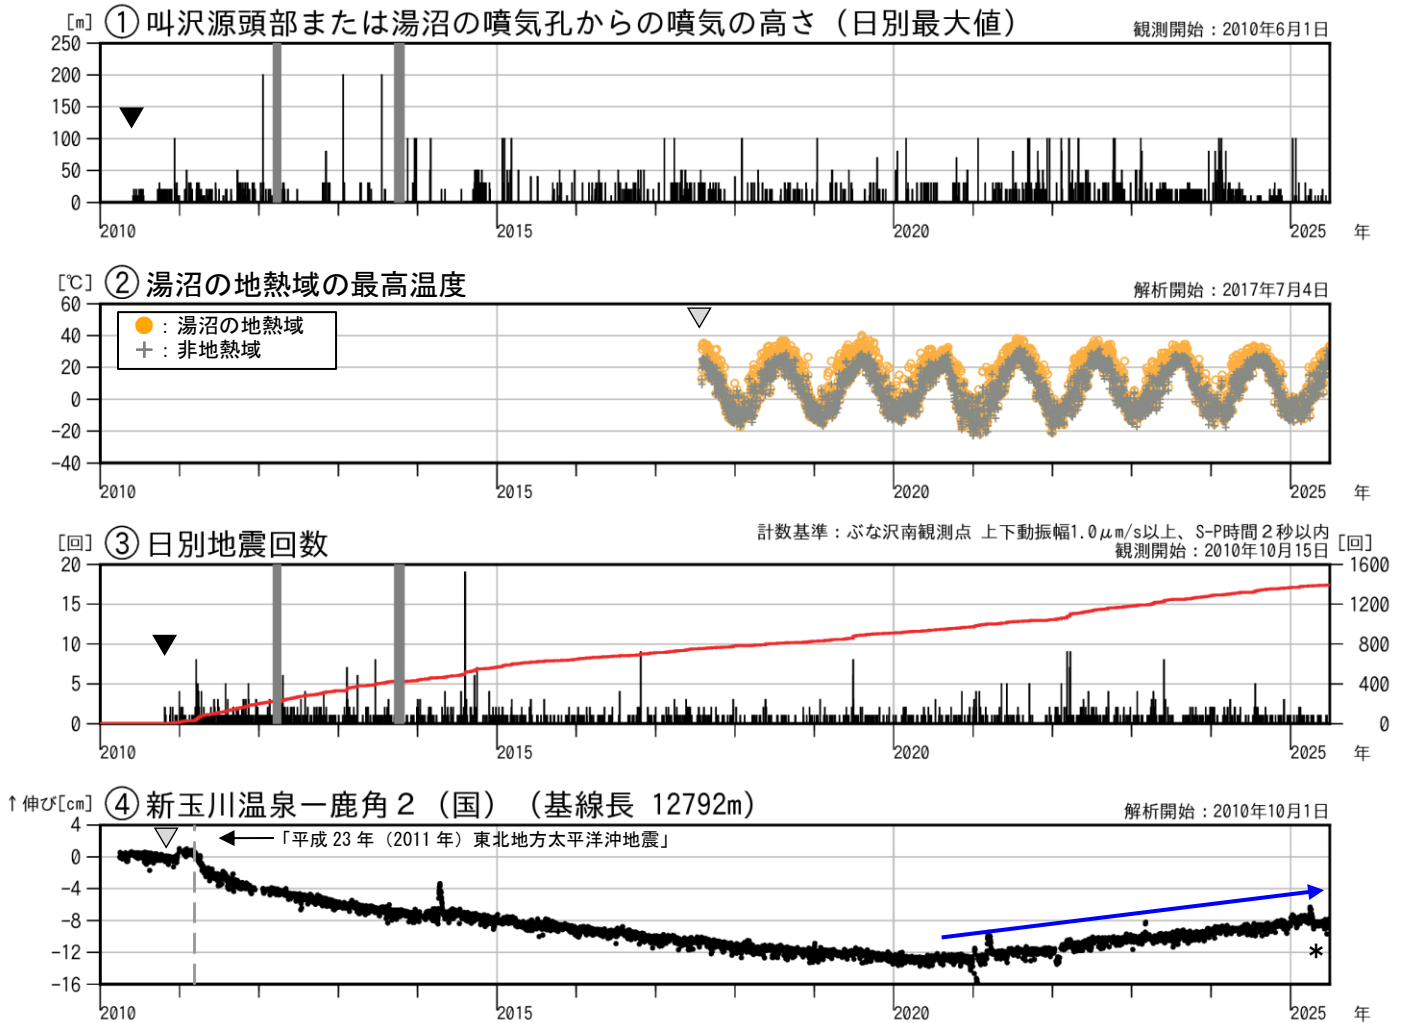 [m] ① 叫沢源頭部または湯沼の噴気孔からの噴気の高さ（日別最大値）
観測開始：2010年6月1日
250
200
150
100
50
0
2010 2015 2020 2025 年
[℃] ② 湯沼の地熱域の最高温度
解析開始：2017年7月4日
60
40
20
0
-20
-40
：湯沼の地熱域
：非地熱域
2010 2015 2020 2025 年
計数基準：ぶな沢南観測点 上下動振幅1.0μm/s以上、S-P時間２秒以内
[回] ③ 日別地震回数
観測開始：2010年10月15日 [回]
20 1600
15 1200
10 800
5 400
0 0
2010 2015 2020 2025 年
↑伸び[cm] ④ 新玉川温泉－鹿角２（国）（基線長 12792m）
解析開始：2010年10月1日
4
0
-4
-8
-12
-16
「平成 23 年（2011 年）東北地方太平洋沖地震」
*
2010 2015 2020 2025 年